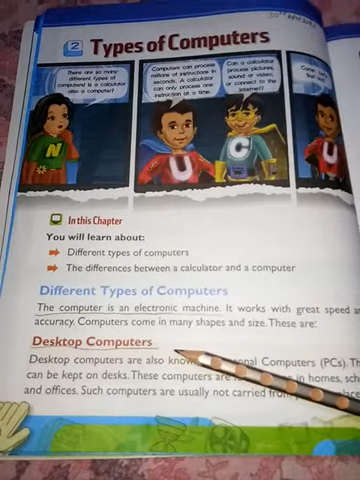 2 Types of Computers
There are so many
different types of
computers! Is a calculator
also a computer?
Computers can process
millions of instructions in
seconds. A calculator
can only process one
instruction at a time.
Can a calculator
process pictures,
sound or video,
or connect to the
Internet?
N
U
C
U
In this Chapter
You will learn about:
Different types of computers
The differences between a calculator and a computer
Different Types of Computers
The computer is an electronic machine. It works with great speed
accuracy. Computers come in many shapes and size. These are:
Desktop Computers
Desktop computers are also Computers (PCs).
can be kept on desks. These computers are in homes,
and offices. Such computers are usually not carried